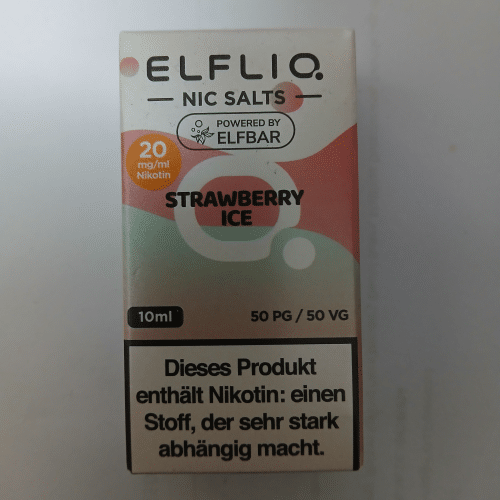 ELFLIQ
NIC SALTS
POWERED BY
ELFBAR
20
mg/ml
Nikotin
STRAWBERRY
ICE
10ml
50 PG / 50 VG
Dieses Produkt
enthält Nikotin: einen
Stoff, der sehr stark
abhängig macht.